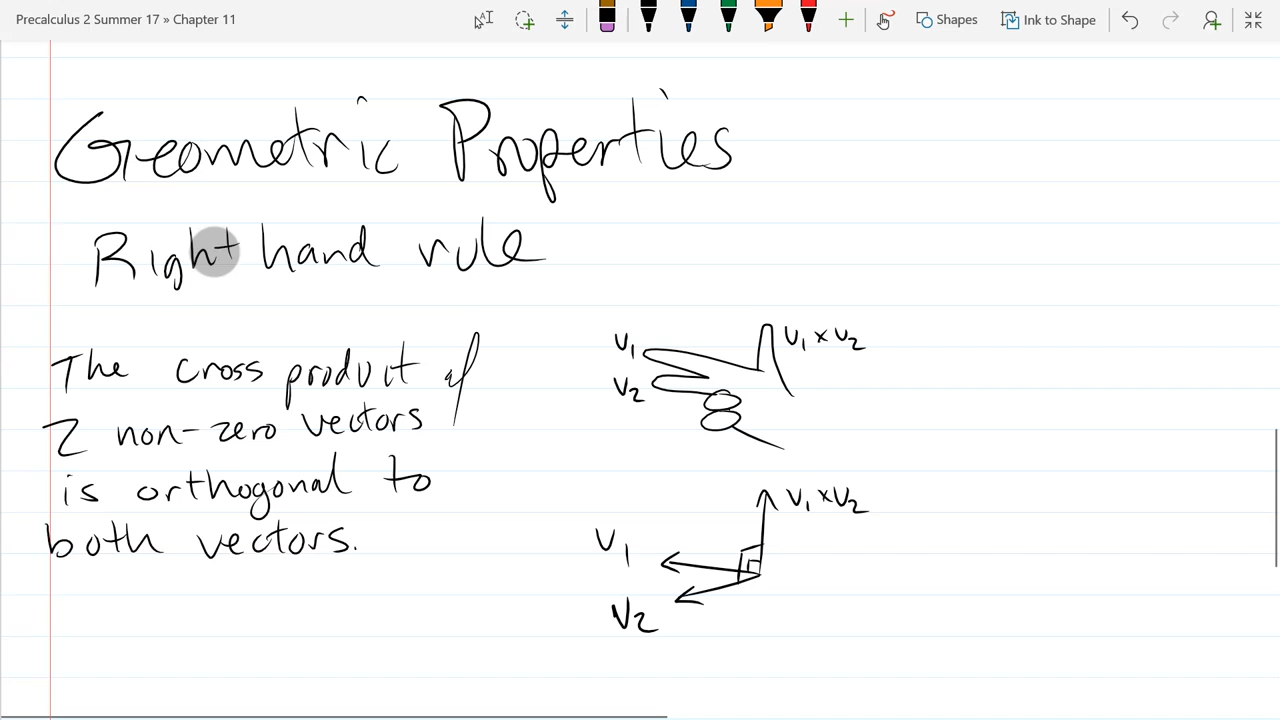 Precalculus 2 Summer 17 » Chapter 11
Shapes
Ink to Shape
Geometric Properties
Right hand rule
The cross product of
2 non-zero vectors
is orthogonal to
both vectors.
V₁
V₁ × V₂
V₂
V₁ × V₂
V₁
V₂